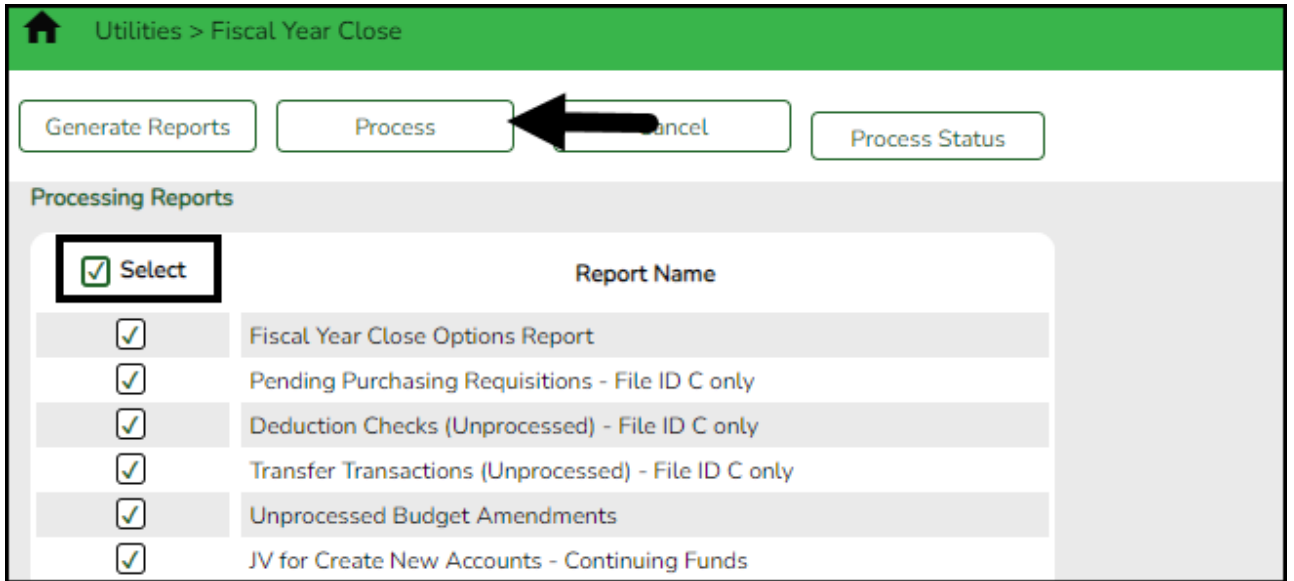 Utilities > Fiscal Year Close
Generate Reports Process ancel Process Status
Processing Reports
Select Report Name
Fiscal Year Close Options Report
Pending Purchasing Requisitions - File ID C only
Deduction Checks (Unprocessed) - File ID C only
Transfer Transactions (Unprocessed) - File ID C only
Unprocessed Budget Amendments
JV for Create New Accounts - Continuing Funds